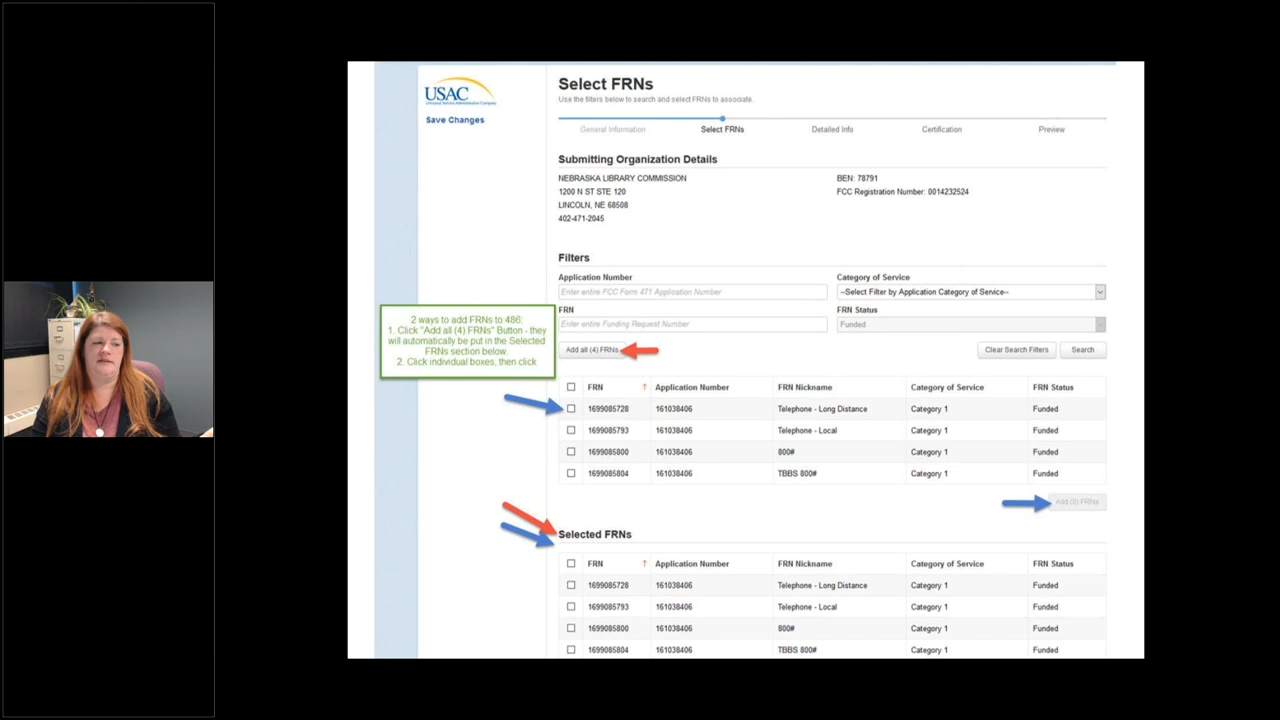 USAC
Universal Service Administrative Company
Save Changes
Select FRNs
Use the filters below to search and select FRNs to associate.
General Information Select FRNs Detailed Info Certification Preview
Submitting Organization Details
NEBRASKA LIBRARY COMMISSION BEN: 78791
1200 N ST STE 120 FCC Registration Number: 0014232524
LINCOLN, NE 68508
402-471-2045
Filters
Application Number Category of Service
Enter entire FCC Form 471 Application Number --Select Filter by Application Category of Service--
FRN FRN Status
Enter entire Funding Request Number Funded
2 ways to add FRNs to 486:
1. Click "Add all (4) FRNs" Button - they
will automatically be put in the Selected
FRNs section below.
2. Click individual boxes, then click
Add all (4) FRNs Clear Search Filters Search
FRN ↑ Application Number FRN Nickname Category of Service FRN Status
1699085728 161038406 Telephone - Long Distance Category 1 Funded
1699085793 161038406 Telephone - Local Category 1 Funded
1699085800 161038406 800# Category 1 Funded
1699085804 161038406 TBBS 800# Category 1 Funded
Add (0) FRNs
Selected FRNs
FRN ↑ Application Number FRN Nickname Category of Service FRN Status
1699085728 161038406 Telephone - Long Distance Category 1 Funded
1699085793 161038406 Telephone - Local Category 1 Funded
1699085800 161038406 800# Category 1 Funded
1699085804 161038406 TBBS 800# Category 1 Funded